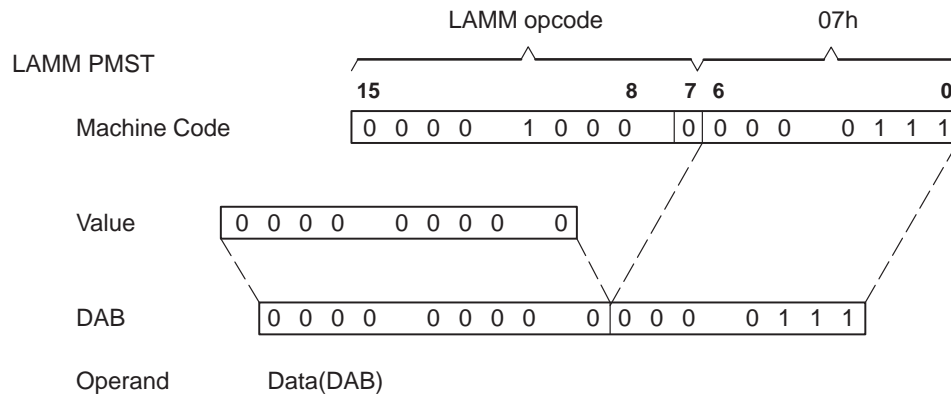 LAMM opcode 07h
LAMM PMST
15 8 7 6 0
Machine Code 0 0 0 0 1 0 0 0 0 0 0 0 0 1 1 1
Value 0 0 0 0 0 0 0 0 0
DAB 0 0 0 0 0 0 0 0 0 0 0 0 0 1 1 1
Operand Data(DAB)